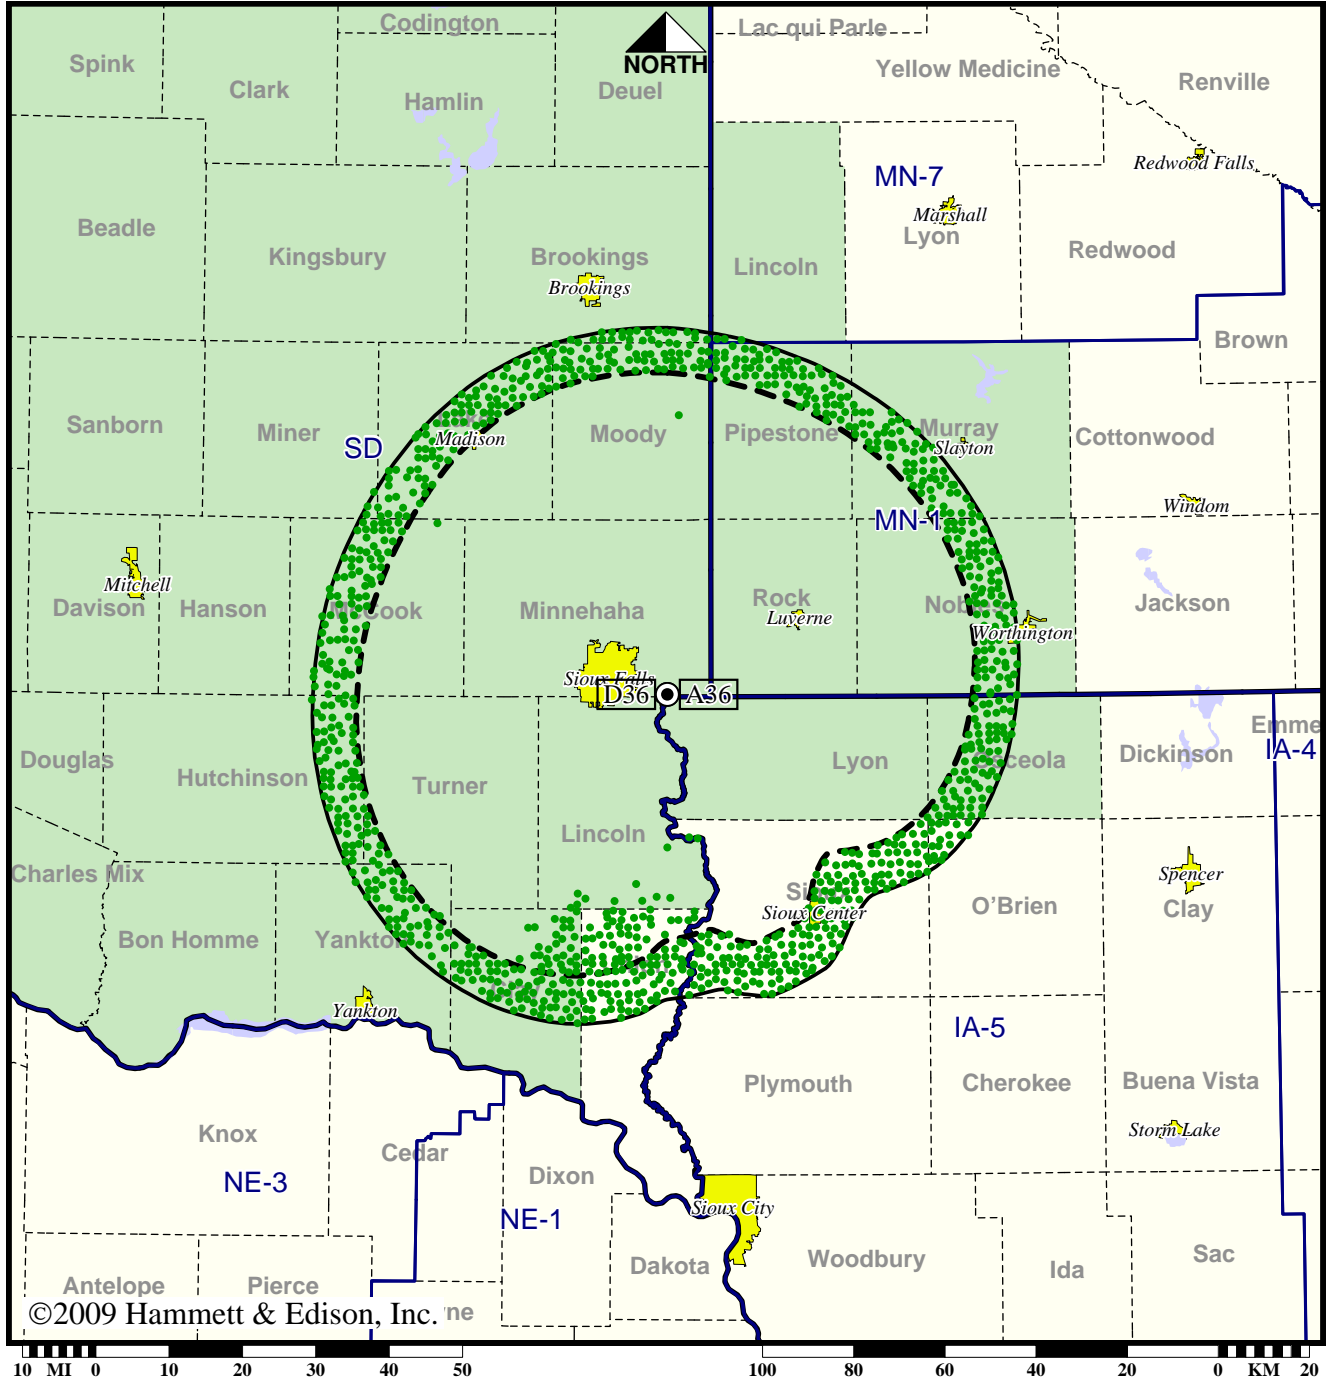 Codington
Lac qui Parle
Spink
NORTH
Yellow Medicine
Renville
Clark
Hamlin
Deuel
Redwood Falls
MN-7
Marshall
Lyon
Beadle
Kingsbury
Brookings
Lincoln
Redwood
Brookings
Brown
Sanborn
Miner
SD
Madison
Moody
Pipestone
Murray
Slayton
Cottonwood
Windom
MN-1
Mitchell
Davison
Hanson
McCook
Minnehaha
Rock
Luverne
Nobles
Worthington
Jackson
Sioux Falls
D36
A36
Emme
Douglas
Hutchinson
Turner
Lyon
Osceola
Dickinson
IA-4
Lincoln
Charles Mix
Spencer
Sioux Center
O'Brien
Clay
Bon Homme
Yankton
Yankton
IA-5
Plymouth
Cherokee
Buena Vista
Storm Lake
Knox
Cedar
Dixon
NE-3
NE-1
Sioux City
Dakota
Woodbury
Ida
Sac
Antelope
Pierce
©2009 Hammett & Edison, Inc.
yne
10 MI 0 10 20 30 40 50 100 80 60 40 20 0 KM 20